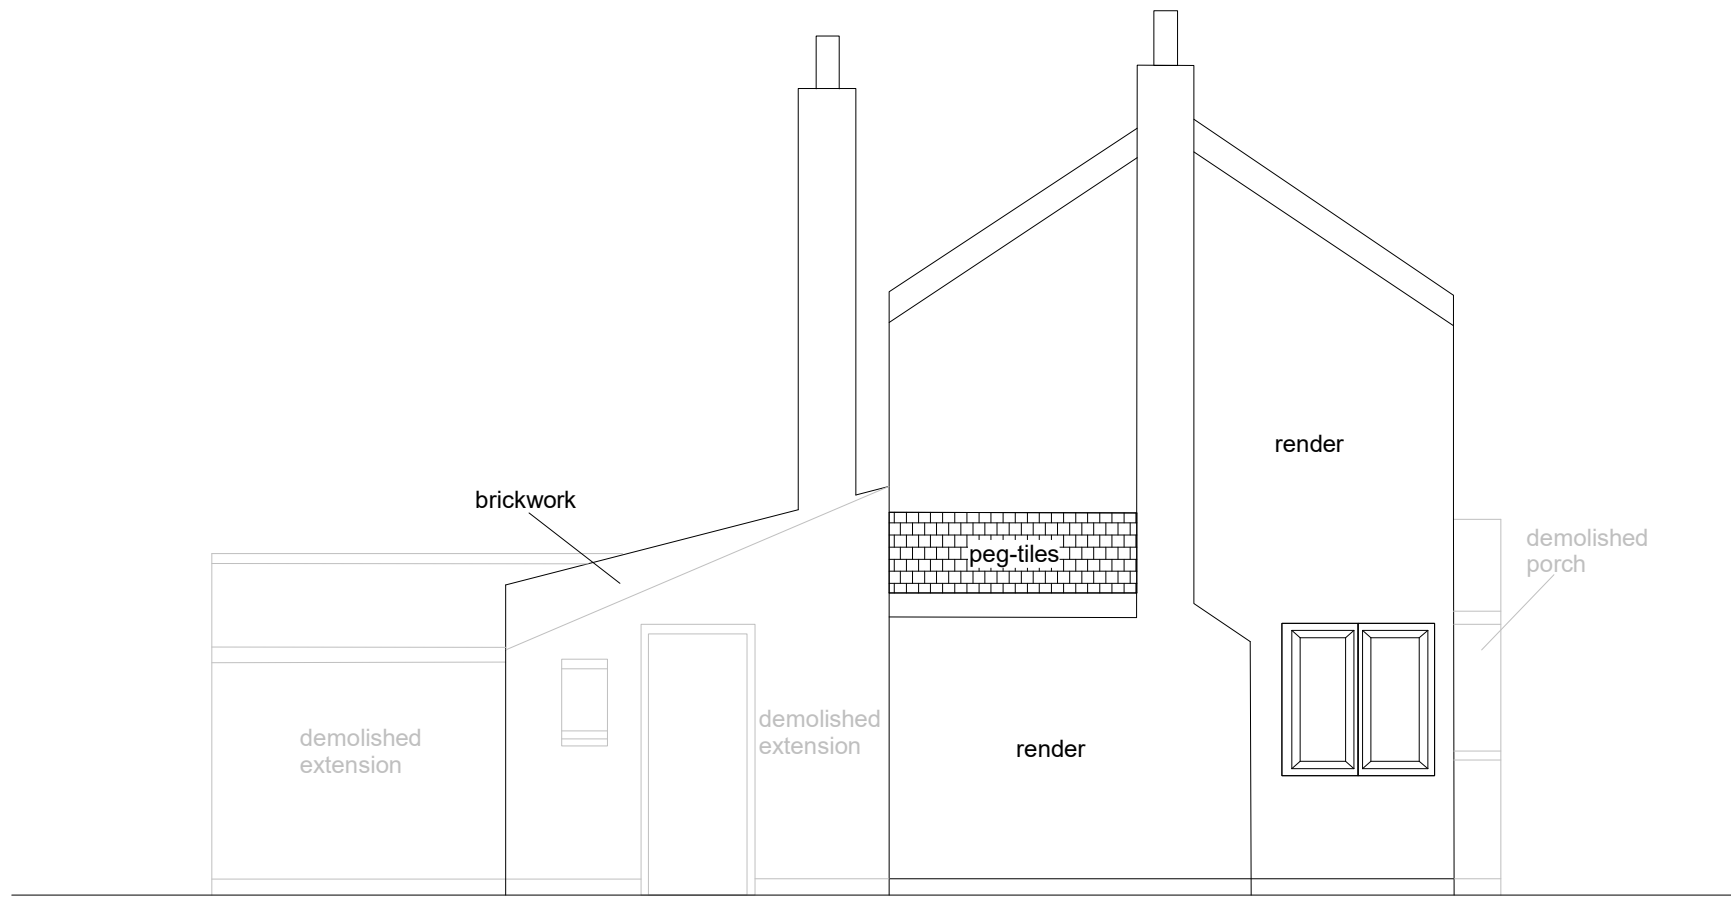 render
brickwork
peg-tiles
demolished
porch
demolished
extension
demolished
extension
render